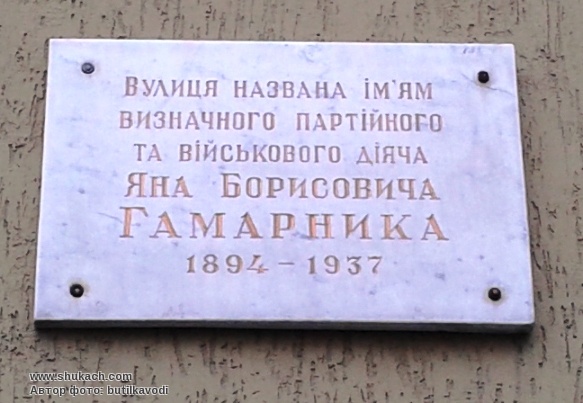 Вулиця названа ім'ям
визначного партійного
та військового діяча
Яна Борисовича
Гамарника
1894 – 1937
www.shukach.com
Автор фото: butilkavodi